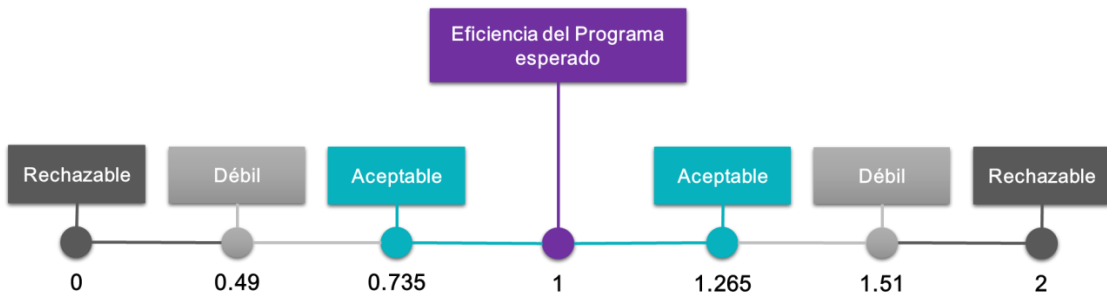 Eficiencia del Programa
esperado
Rechazable
Débil
Aceptable
Aceptable
Débil
Rechazable
0
0.49
0.735
1
1.265
1.51
2